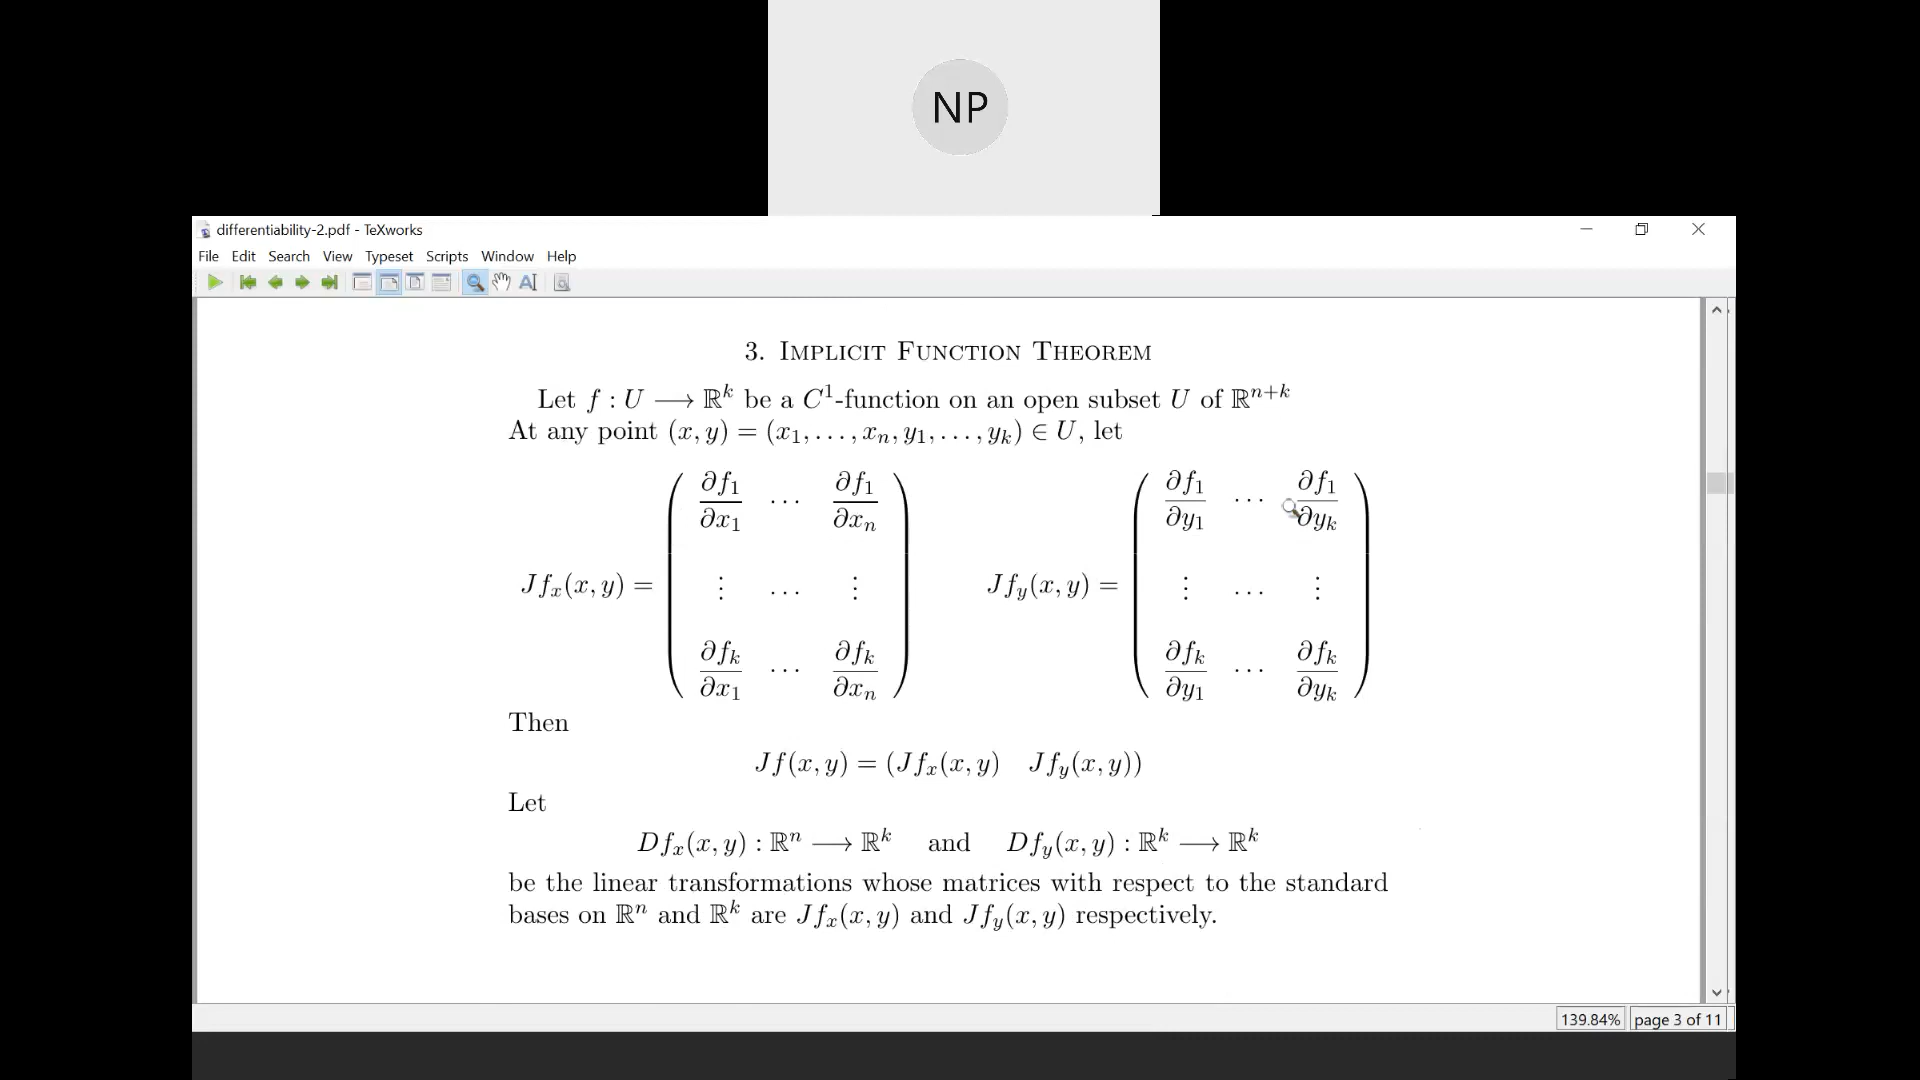 NP
differentiability-2.pdf - TeXworks
File Edit Search View Typeset Scripts Window Help
3. Implicit Function Theorem
Let f : U ⟶ ℝ^k be a C^1-function on an open subset U of ℝ^{n+k}
At any point (x, y) = (x_1, . . . , x_n, y_1, . . . , y_k) ∈ U, let
Jf_x(x, y) = ( ∂f_1/∂x_1 ⋯ ∂f_1/∂x_n ⋮ … ⋮ ∂f_k/∂x_1 ⋯ ∂f_k/∂x_n ) Jf_y(x, y) = ( ∂f_1/∂y_1 ⋯ ∂f_1/∂y_k ⋮ … ⋮ ∂f_k/∂y_1 ⋯ ∂f_k/∂y_k )
Then
Jf(x, y) = (Jf_x(x, y) Jf_y(x, y))
Let
Df_x(x, y) : ℝ^n ⟶ ℝ^k and Df_y(x, y) : ℝ^k ⟶ ℝ^k
be the linear transformations whose matrices with respect to the standard
bases on ℝ^n and ℝ^k are Jf_x(x, y) and Jf_y(x, y) respectively.
139.84% page 3 of 11